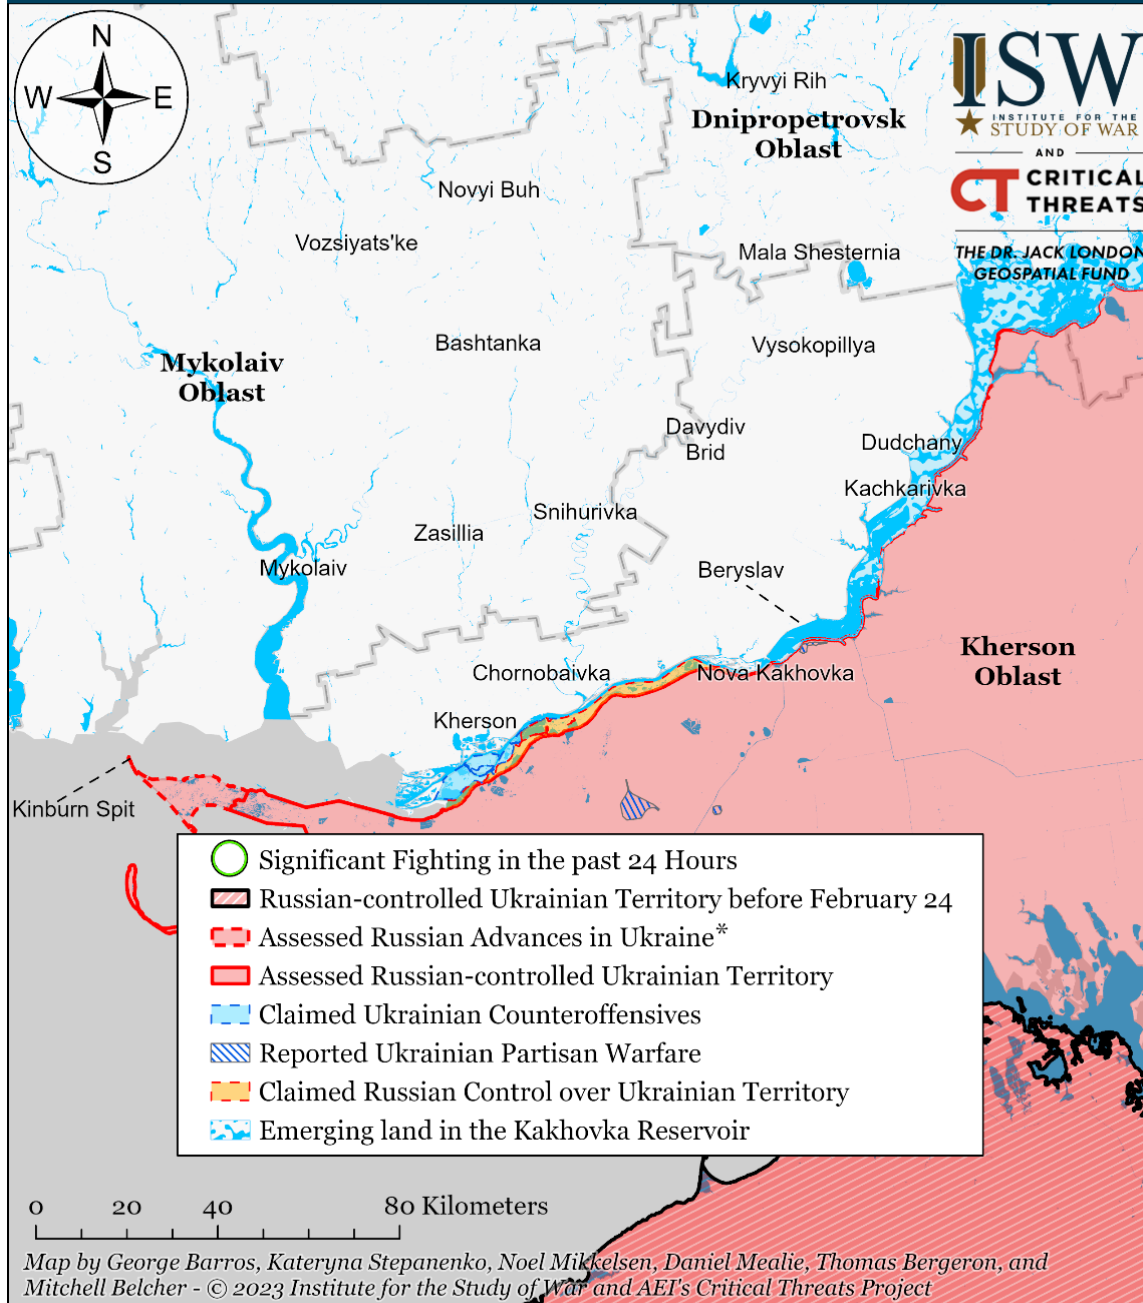 N
W
E
S
Kryvyi Rih
Dnipropetrovsk
Oblast
ISW
INSTITUTE FOR THE
STUDY OF WAR
AND
CT CRITICAL
THREATS
THE DR. JACK LONDON
GEOSPATIAL FUND
Novyi Buh
Vozsiyats'ke
Mala Shesternia
Bashtanka
Vysokopillya
Mykolaiv
Oblast
Davydiv
Brid
Dudchany
Kachkarivka
Snihurivka
Zasillia
Mykolaiv
Beryslav
Kherson
Oblast
Chornobaivka
Nova Kakhovka
Kherson
Kinburn Spit
Significant Fighting in the past 24 Hours
Russian-controlled Ukrainian Territory before February 24
Assessed Russian Advances in Ukraine*
Assessed Russian-controlled Ukrainian Territory
Claimed Ukrainian Counteroffensives
Reported Ukrainian Partisan Warfare
Claimed Russian Control over Ukrainian Territory
Emerging land in the Kakhovka Reservoir
0 20 40 80 Kilometers
Map by George Barros, Kateryna Stepanenko, Noel Mikkelsen, Daniel Mealie, Thomas Bergeron, and
Mitchell Belcher - © 2023 Institute for the Study of War and AEI's Critical Threats Project